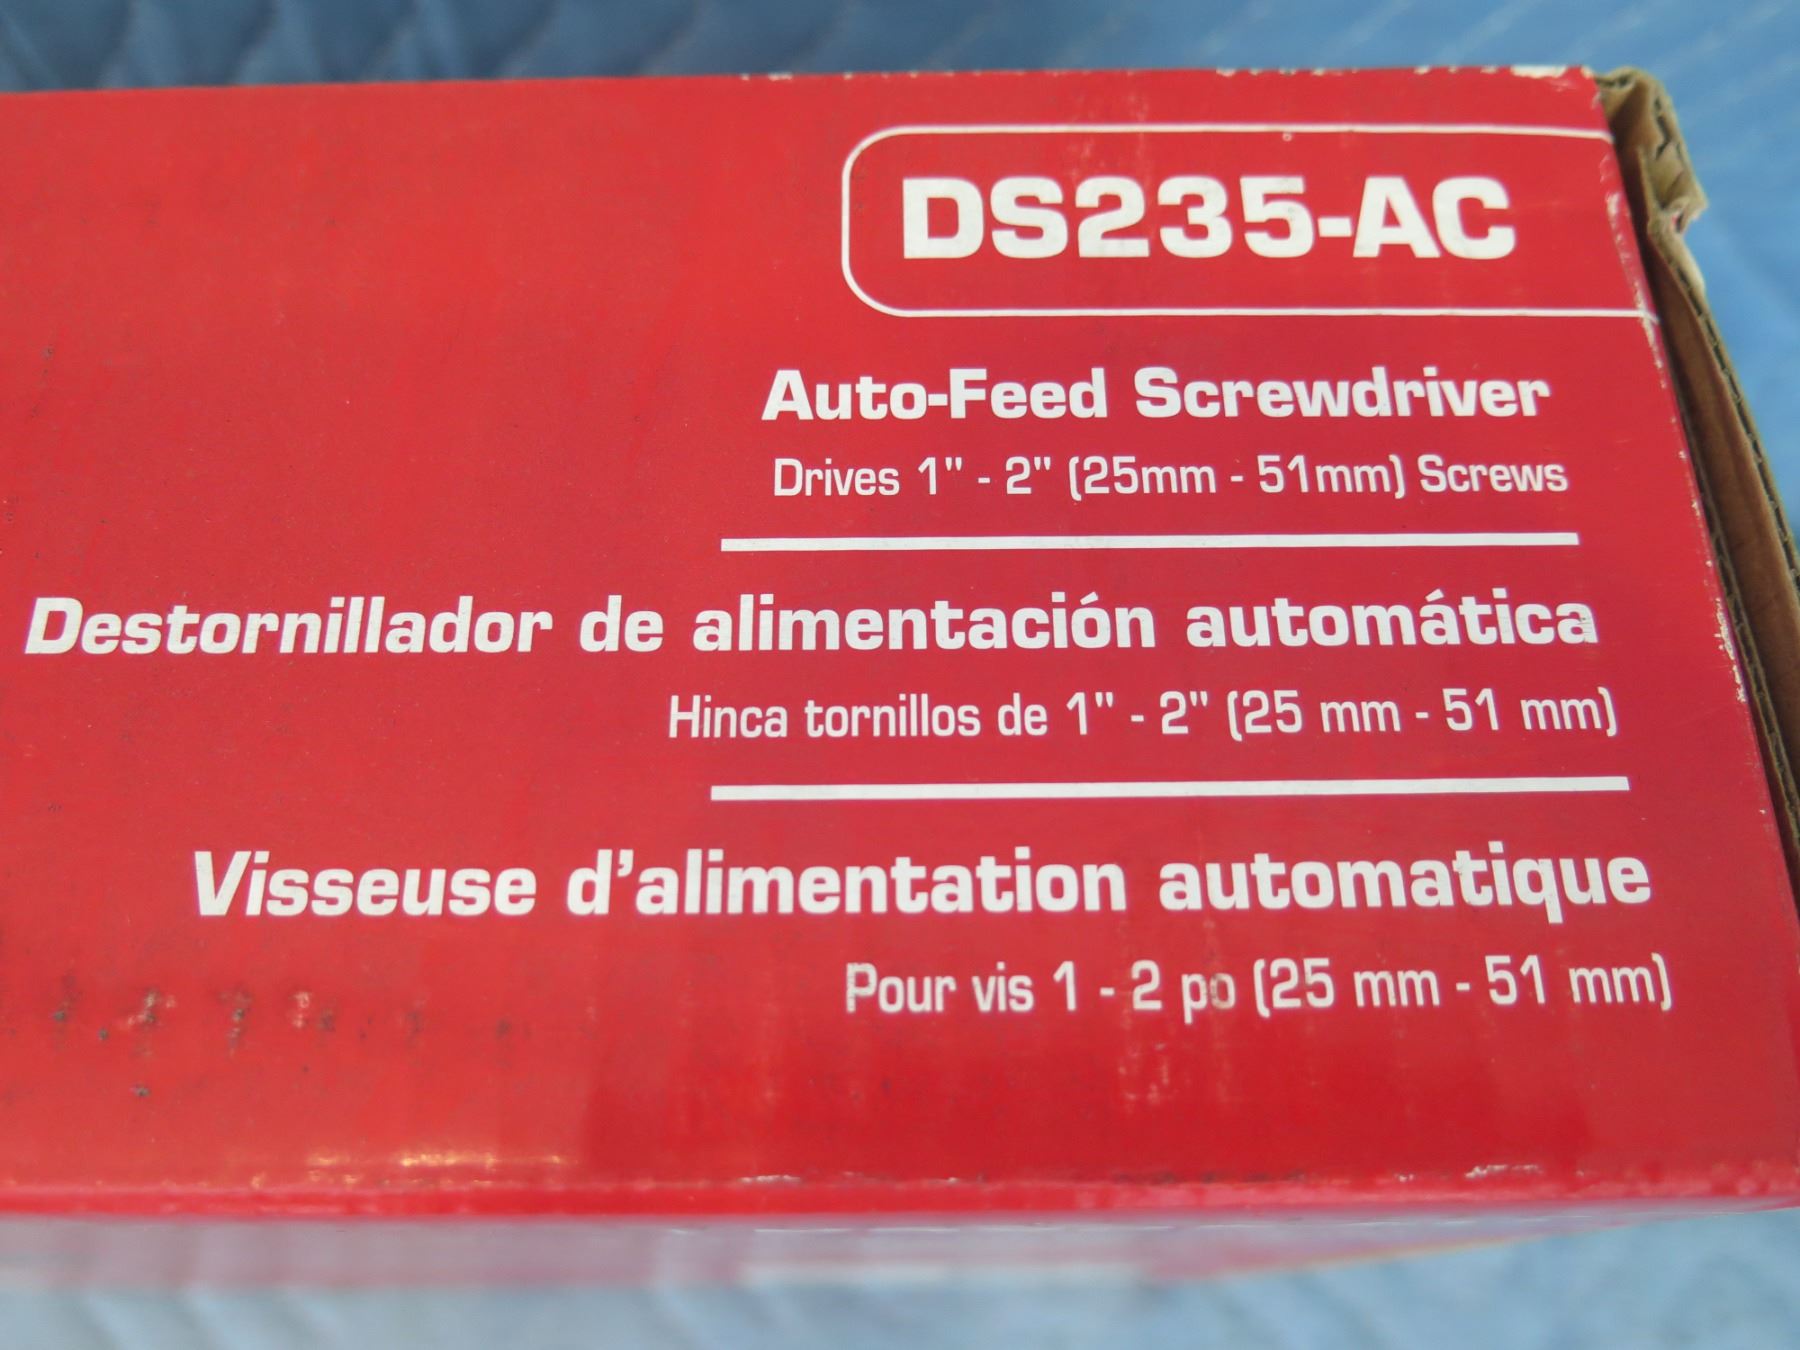 DS235-AC
Auto-Feed Screwdriver
Drives 1" - 2" (25mm - 51mm) Screws
Destornillador de alimentación automática
Hinca tornillos de 1" - 2" (25 mm - 51 mm)
Visseuse d'alimentation automatique
Pour vis 1 - 2 po (25 mm - 51 mm)